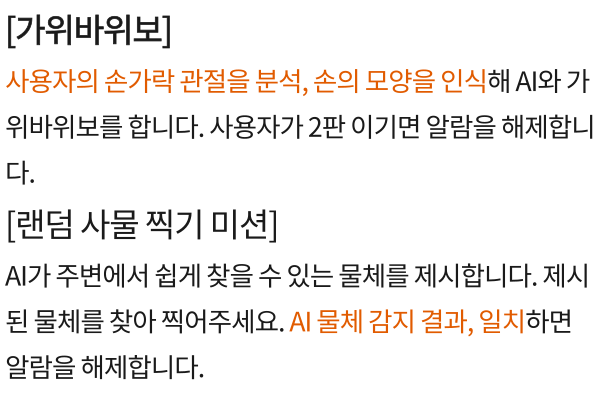 [가위바위보]
사용자의 손가락 관절을 분석, 손의 모양을 인식해 AI와 가
위바위보를 합니다. 사용자가 2판 이기면 알람을 해제합니
다.
[랜덤 사물 찍기 미션]
AI가 주변에서 쉽게 찾을 수 있는 물체를 제시합니다. 제시
된 물체를 찾아 찍어주세요. AI 물체 감지 결과, 일치하면
알람을 해제합니다.